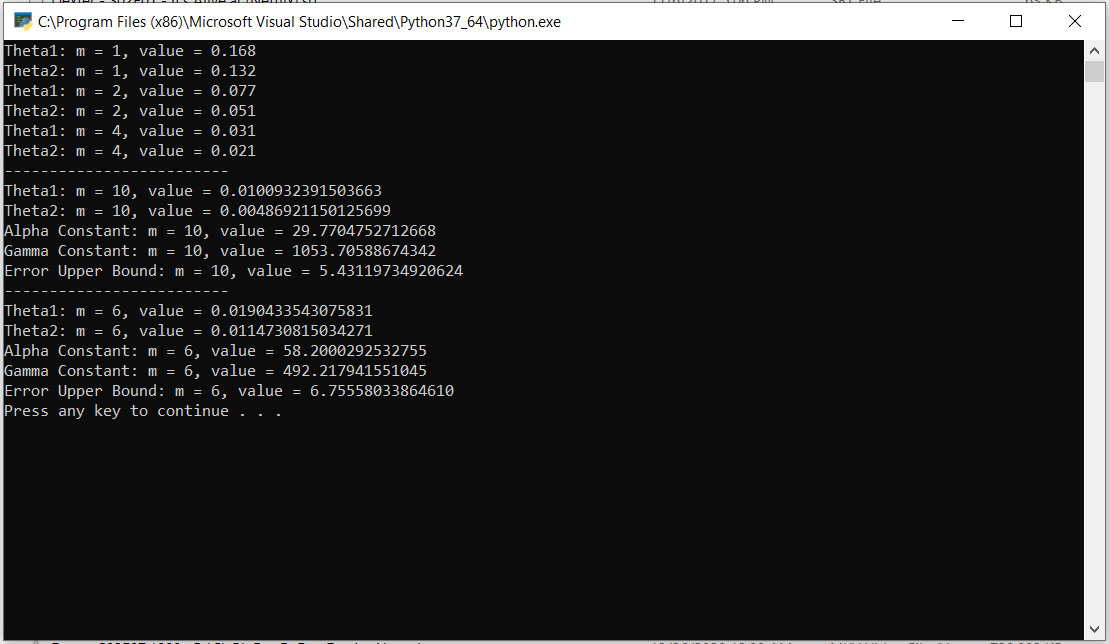 C:\Program Files (x86)\Microsoft Visual Studio\Shared\Python37_64\python.exe
Theta1: m = 1, value = 0.168
Theta2: m = 1, value = 0.132
Theta1: m = 2, value = 0.077
Theta2: m = 2, value = 0.051
Theta1: m = 4, value = 0.031
Theta2: m = 4, value = 0.021
-------------------------
Theta1: m = 10, value = 0.0100932391503663
Theta2: m = 10, value = 0.00486921150125699
Alpha Constant: m = 10, value = 29.7704752712668
Gamma Constant: m = 10, value = 1053.70588674342
Error Upper Bound: m = 10, value = 5.43119734920624
-------------------------
Theta1: m = 6, value = 0.0190433543075831
Theta2: m = 6, value = 0.0114730815034271
Alpha Constant: m = 6, value = 58.2000292532755
Gamma Constant: m = 6, value = 492.217941551045
Error Upper Bound: m = 6, value = 6.75558033864610
Press any key to continue . . .